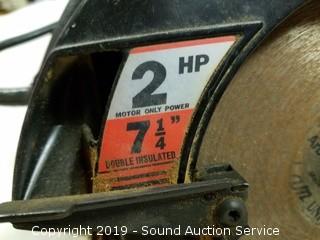 2 HP
MOTOR ONLY POWER
7 1/4"
DOUBLE INSULATED
Copyright 2019 - Sound Auction Service